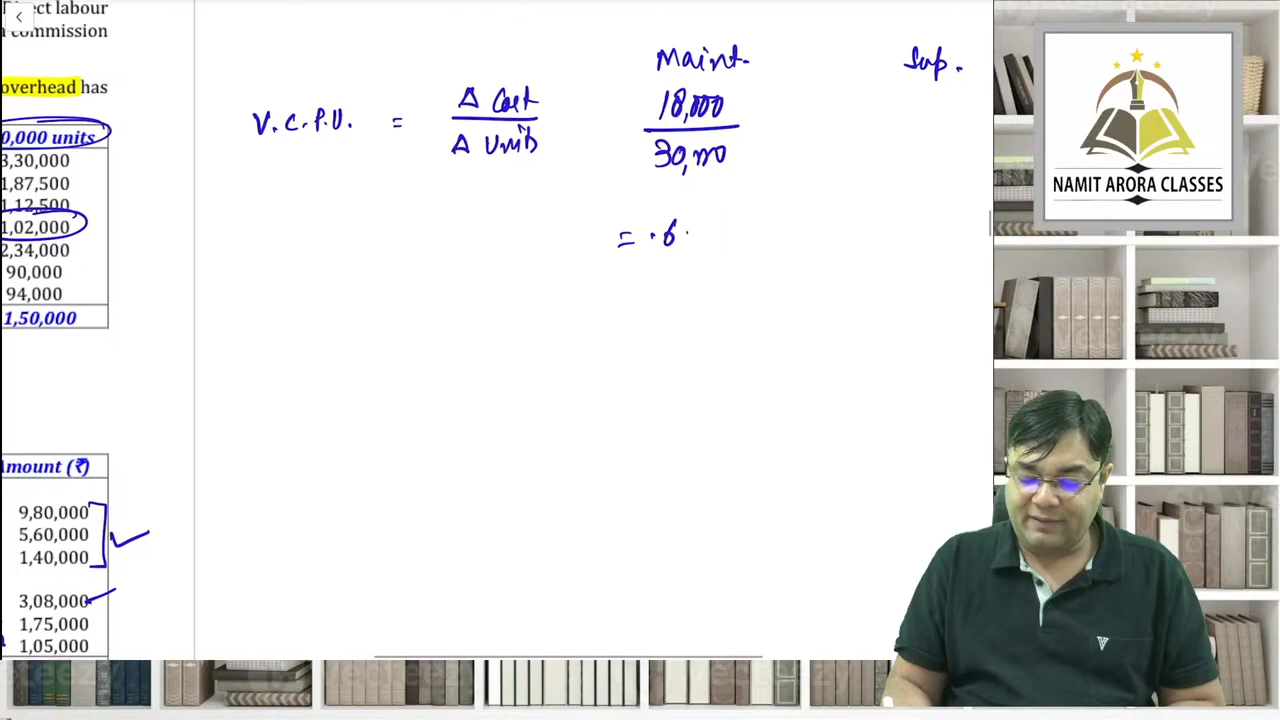 Direct labour
commission
overhead has
0,000 units
3,30,000
1,87,500
1,12,500
1,02,000
2,34,000
90,000
94,000
1,50,000
Amount (₹)
9,80,000
5,60,000
1,40,000
3,08,000
1,75,000
1,05,000
Maint. Sup.
V.C.P.U. = Δ Cost 18,000
Δ Units 30,000
= .6
NAMIT ARORA CLASSES